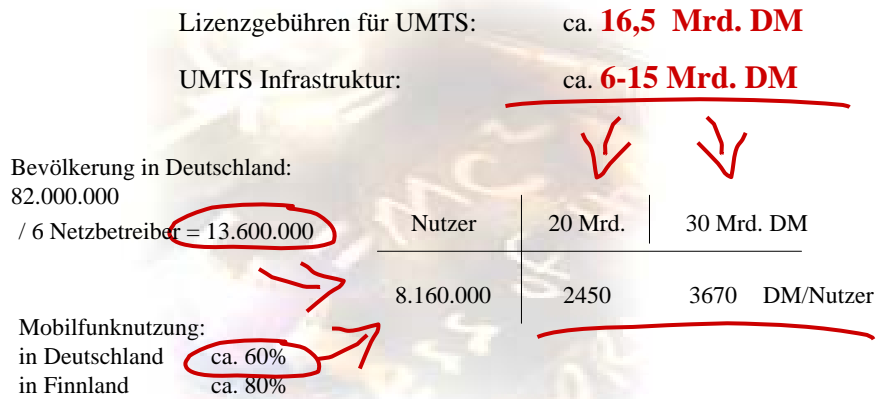 Lizenzgebühren für UMTS: ca. 16,5 Mrd. DM
UMTS Infrastruktur: ca. 6-15 Mrd. DM
Bevölkerung in Deutschland:
82.000.000
/ 6 Netzbetreiber = 13.600.000
Nutzer 20 Mrd. 30 Mrd. DM
8.160.000 2450 3670 DM/Nutzer
Mobilfunknutzung:
in Deutschland ca. 60%
in Finnland ca. 80%